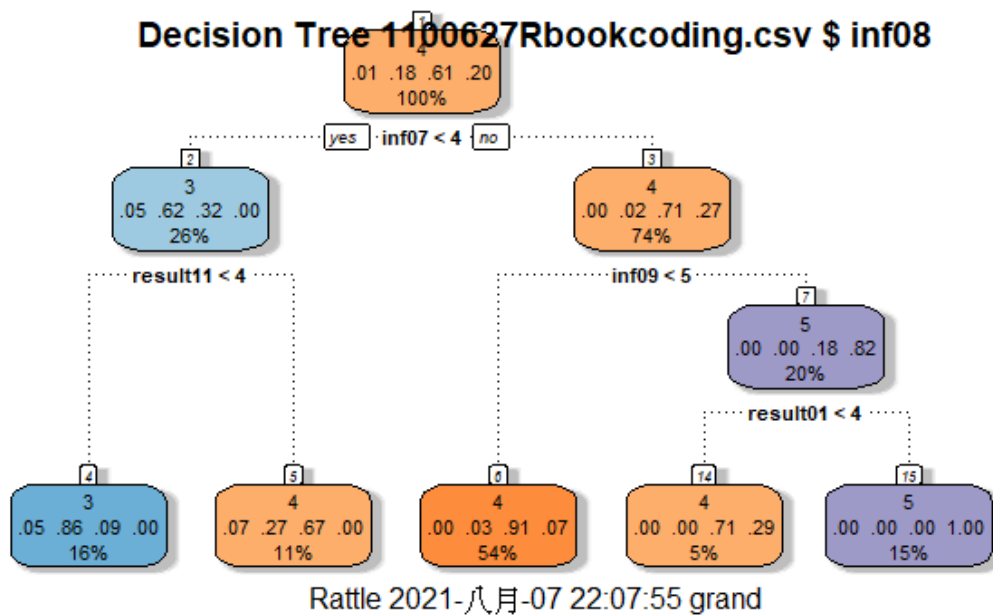 Decision Tree 1100627Rbookcoding.csv $ inf08
1
4
.01 .18 .61 .20
100%
yes inf07 < 4 no
2
3
.05 .62 .32 .00
26%
3
4
.00 .02 .71 .27
74%
result11 < 4
inf09 < 5
7
5
.00 .00 .18 .82
20%
result01 < 4
4
3
.05 .86 .09 .00
16%
5
4
.07 .27 .67 .00
11%
6
4
.00 .03 .91 .07
54%
14
4
.00 .00 .71 .29
5%
15
5
.00 .00 .00 1.00
15%
Rattle 2021-八月-07 22:07:55 grand